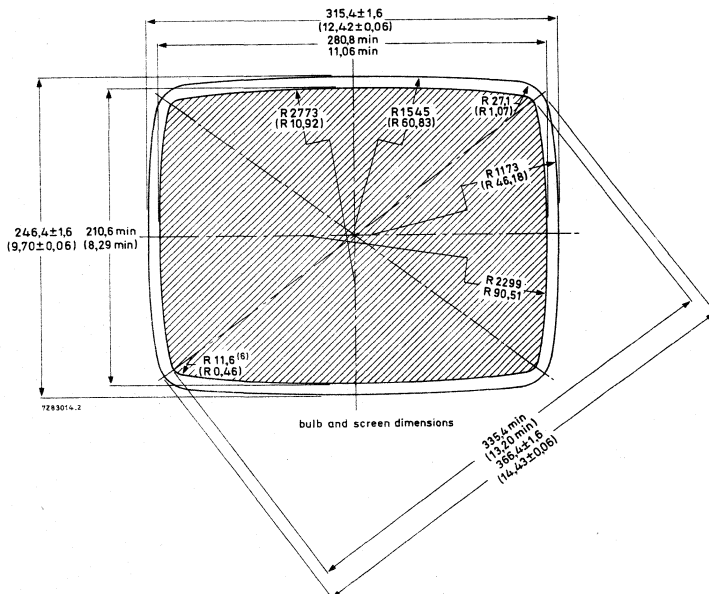 315,4±1,6
(12,42±0,06)
280,8 min
11,06 min
R 2773
(R 10,92)
R1545
(R 60,83)
R 27,1
(R 1,07)
R 1173
(R 46,18)
246,4±1,6
(9,70±0,06)
210,6 min
(8,29 min)
R 2299
R 90,51
R 11,6 (6)
(R 0,46)
7Z83014.2
bulb and screen dimensions
335,4 min
(13,20 min)
366,4±1,6
(14,43±0,06)